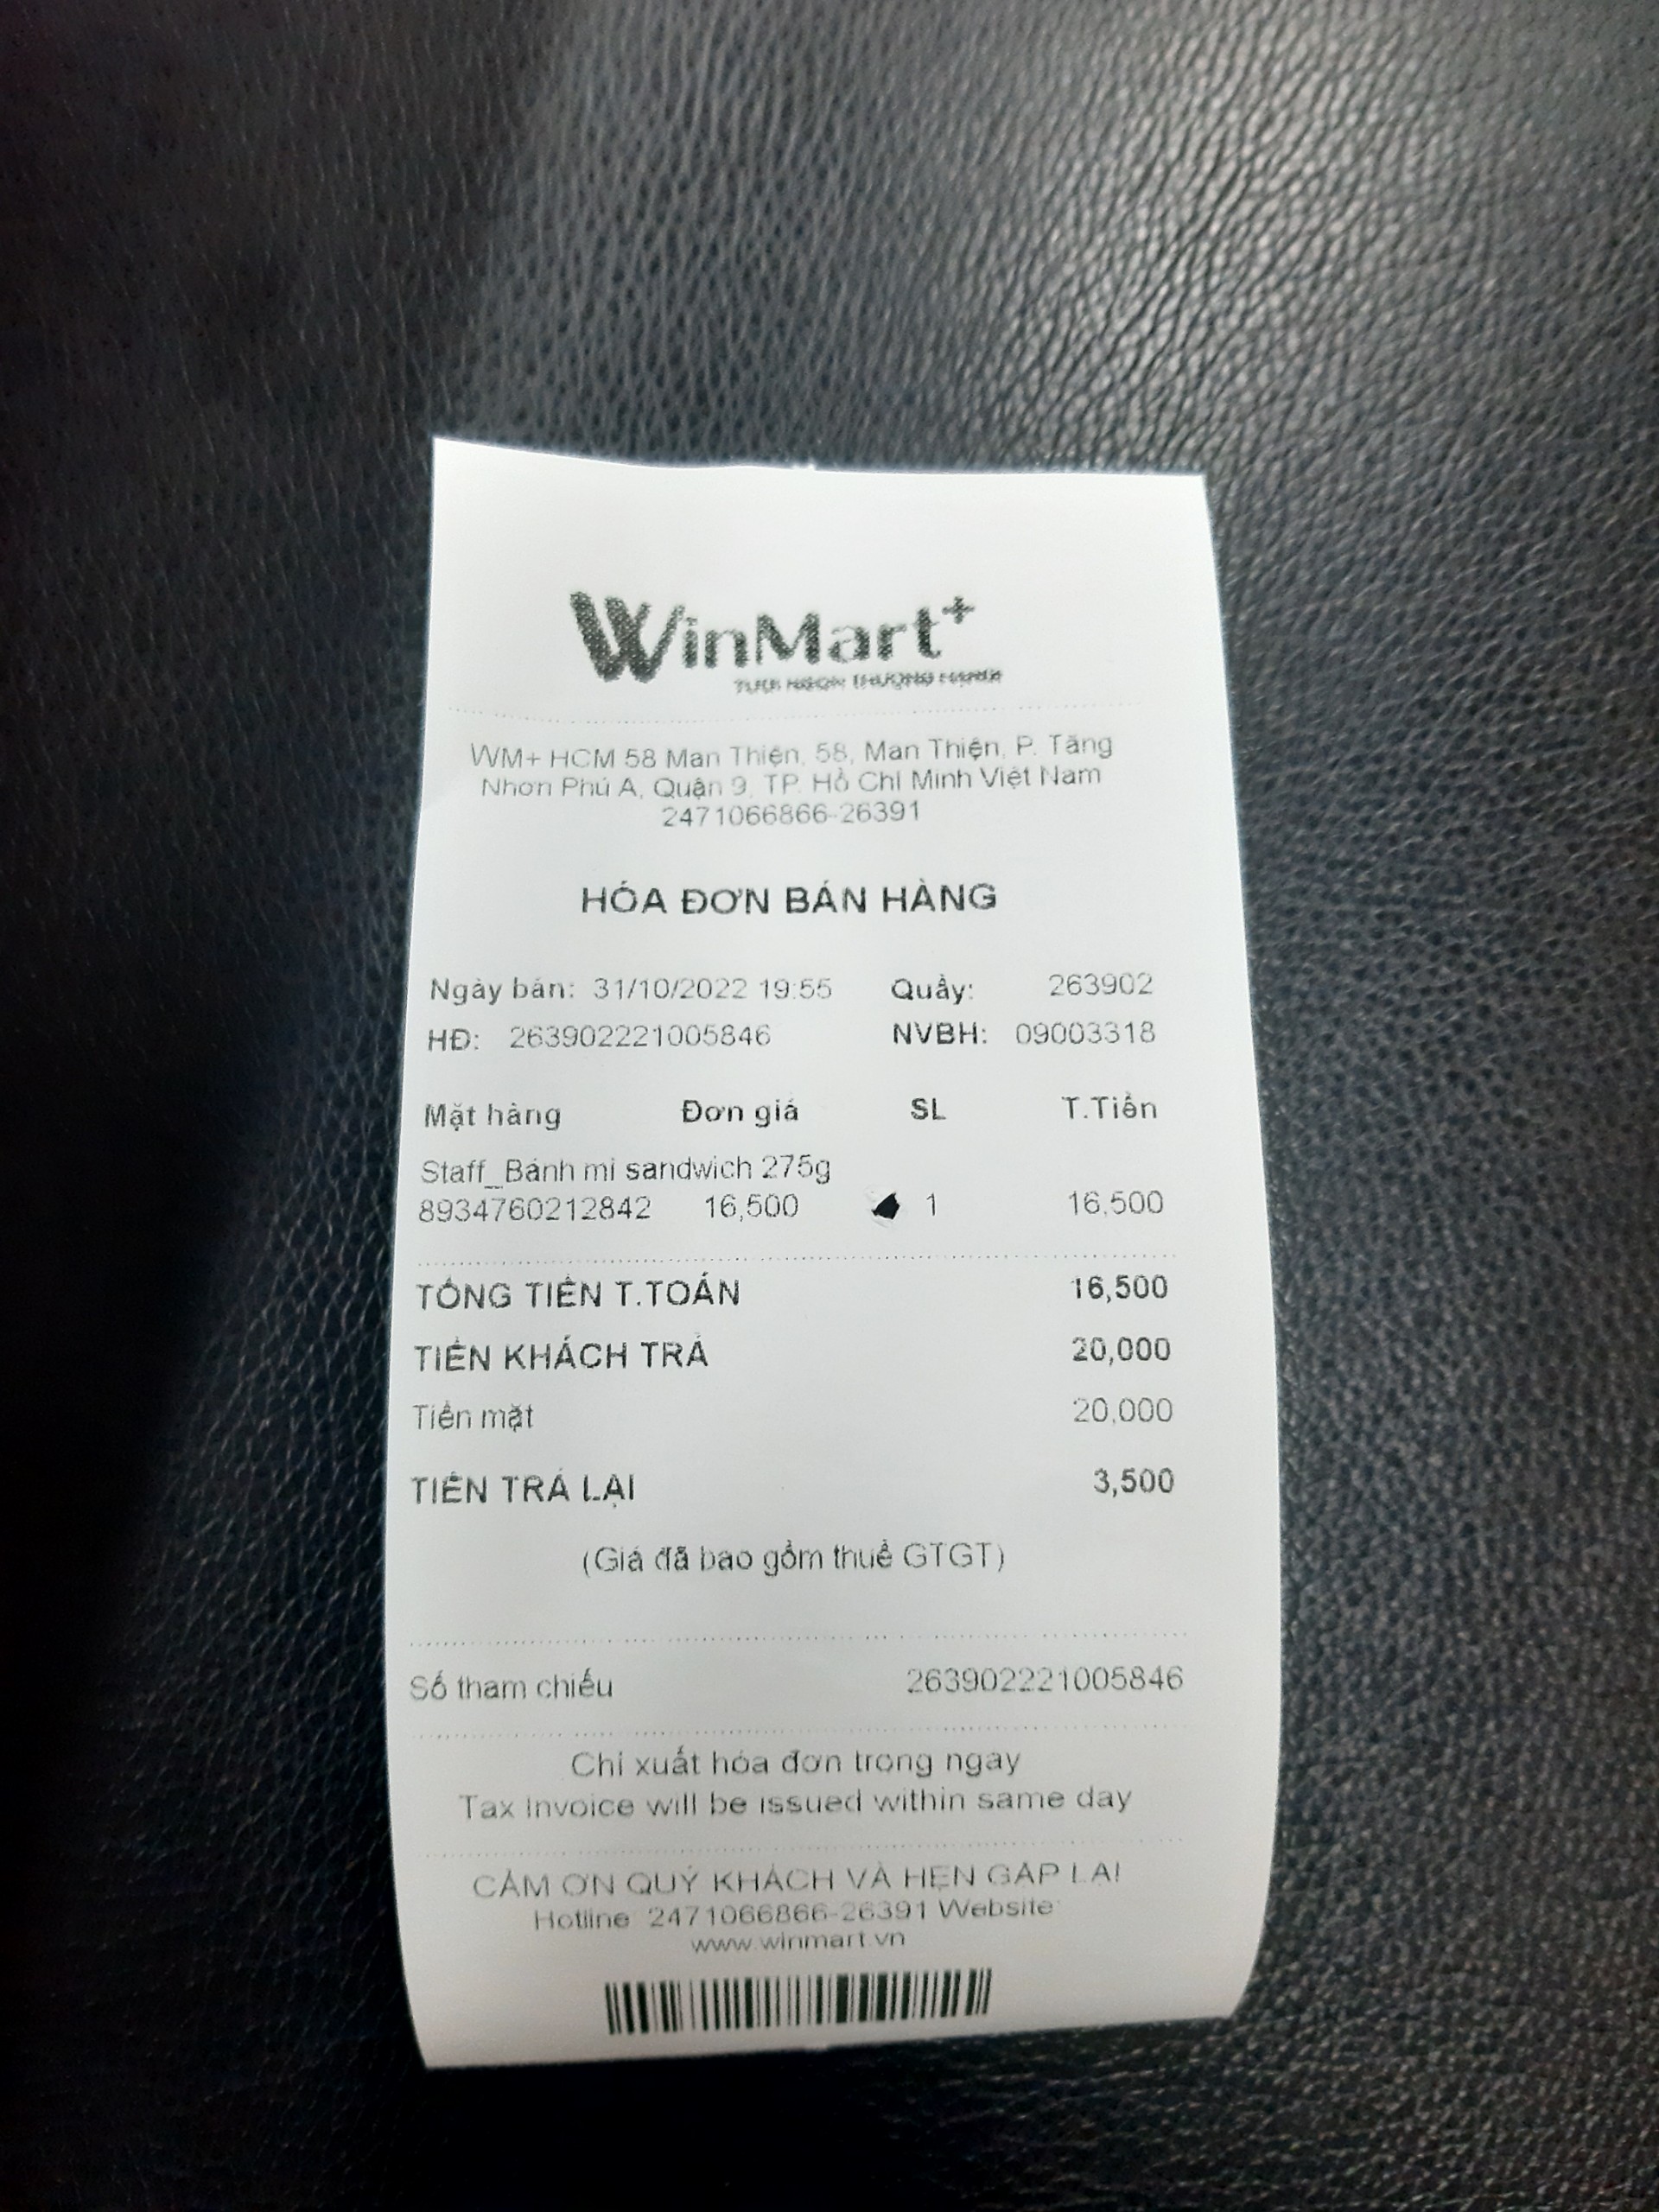 WinMart+
TƯƠI NGON THƯỢNG HẠNG
WM+ HCM 58 Man Thiện, 58, Man Thiện, P. Tăng
Nhơn Phú A, Quận 9, TP. Hồ Chí Minh Việt Nam
2471066866-26391
HÓA ĐƠN BÁN HÀNG
Ngày bán: 31/10/2022 19:55 Quầy: 263902
HĐ: 263902221005846 NVBH: 09003318
Mặt hàng Đơn giá SL T.Tiền
Staff_Bánh mì sandwich 275g
8934760212842 16,500 1 16,500
TỔNG TIỀN T.TOÁN 16,500
TIỀN KHÁCH TRẢ 20,000
Tiền mặt 20,000
TIỀN TRẢ LẠI 3,500
(Giá đã bao gồm thuế GTGT)
Số tham chiếu 263902221005846
Chỉ xuất hóa đơn trong ngày
Tax Invoice will be issued within same day
CẢM ƠN QUÝ KHÁCH VÀ HẸN GẶP LẠI
Hotline: 2471066866-26391 Website:
www.winmart.vn